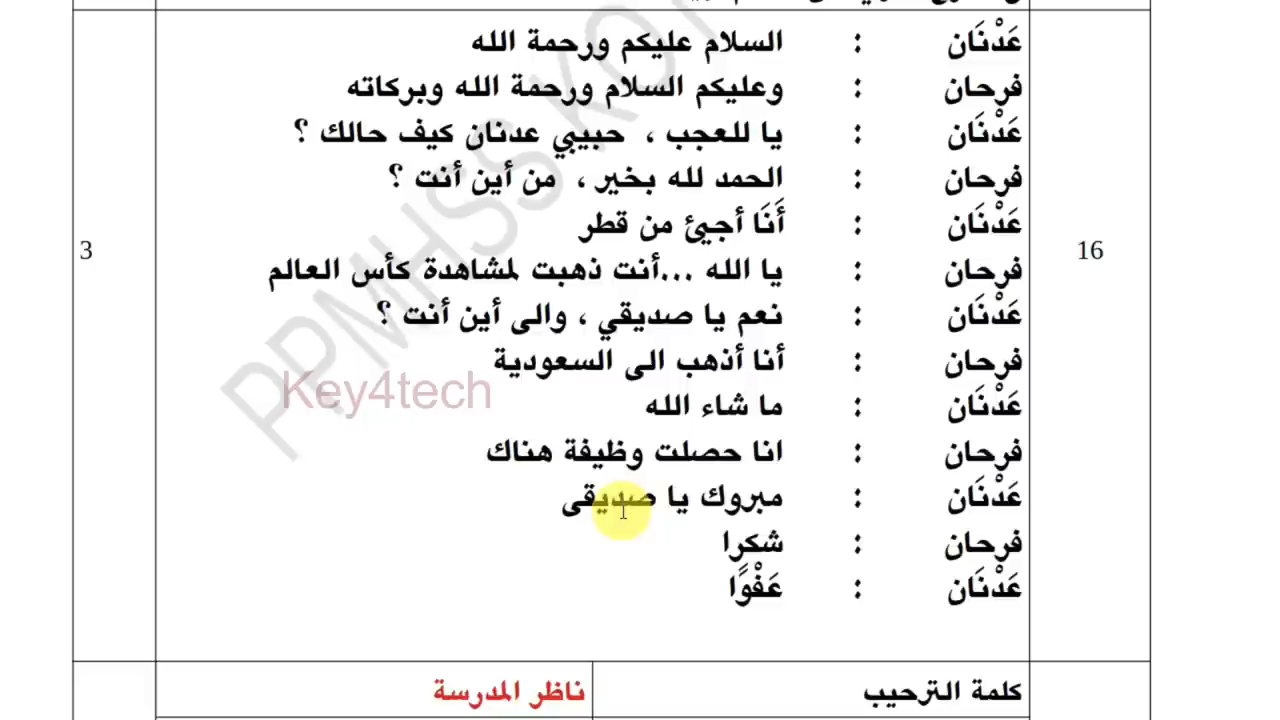 عَدْنَان : السلام عليكم ورحمة الله
فرحان : وعليكم السلام ورحمة الله وبركاته
عَدْنَان : يا للعجب ، حبيبي عدنان كيف حالك ؟
فرحان : الحمد لله بخير ، من أين أنت ؟
عَدْنَان : أَنَا أجيئ من قطر
16
3
فرحان : يا الله ...أنت ذهبت لمشاهدة كأس العالم
عَدْنَان : نعم يا صديقي ، والى أين أنت ؟
فرحان : أنا أذهب الى السعودية
Key4tech
عَدْنَان : ما شاء الله
فرحان : انا حصلت وظيفة هناك
عَدْنَان : مبروك يا صديقى
فرحان : شكرا
عَدْنَان : عَفْوًا
كلمة الترحيب
ناظر المدرسة